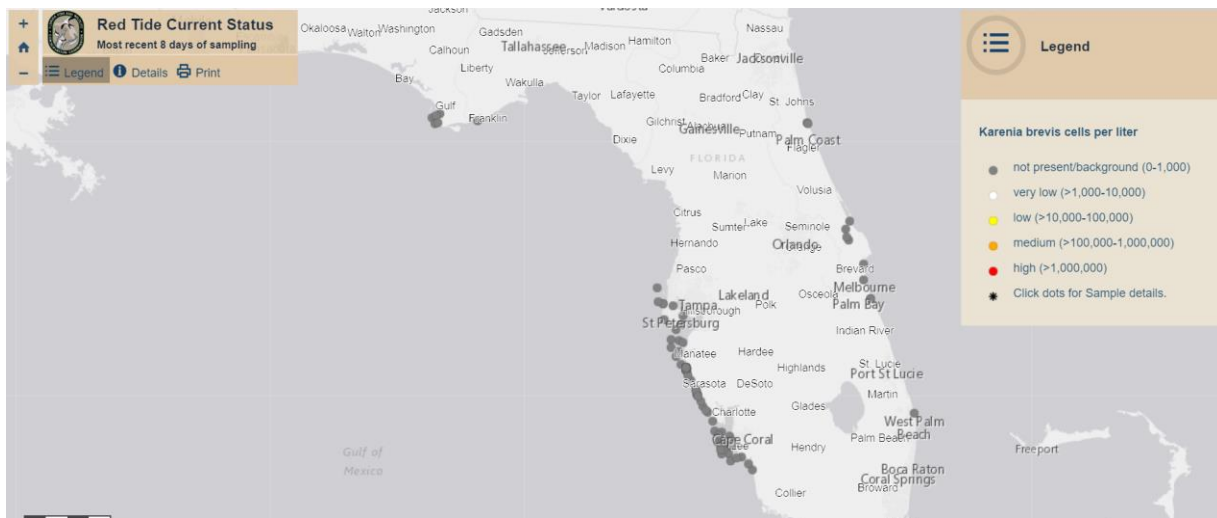 Red Tide Current Status
Most recent 8 days of sampling
Legend Details Print
Legend
Karenia brevis cells per liter
not present/background (0-1,000)
very low (>1,000-10,000)
low (>10,000-100,000)
medium (>100,000-1,000,000)
high (>1,000,000)
Click dots for Sample details.
Jackson
Okaloosa Walton Washington
Gadsden
Nassau
Calhoun
Tallahassee
Jefferson
Madison
Hamilton
Baker
Jacksonville
Duval
Bay
Liberty
Columbia
Wakulla
Taylor
Lafayette
Bradford
Clay
St. Johns
Gulf
Franklin
Gilchrist
Alachua
Gainesville
Putnam
Palm Coast
Flagler
Dixie
FLORIDA
Levy
Marion
Volusia
Citrus
Sumter
Lake
Seminole
Hernando
Orlando
Orange
Pasco
Brevard
Lakeland
Osceola
Melbourne
Tampa
Hillsborough
Polk
Palm Bay
St Petersburg
Indian River
Manatee
Hardee
Highlands
St. Lucie
Port St Lucie
Sarasota
DeSoto
Martin
Charlotte
Glades
West Palm
Beach
Cape Coral
Hendry
Palm Beach
Freeport
Gulf of
Mexico
Boca Raton
Coral Springs
Collier
Broward